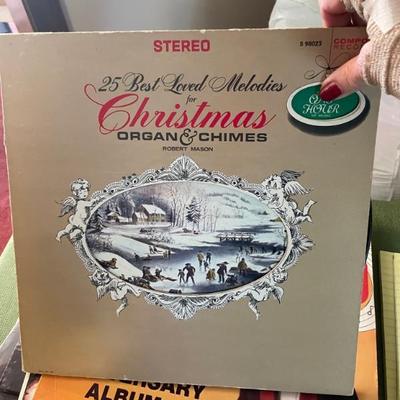 STEREO
S 98023
25 Best Loved Melodies
for
Christmas
ORGAN & CHIMES
ROBERT MASON
HOUR
ALBUM